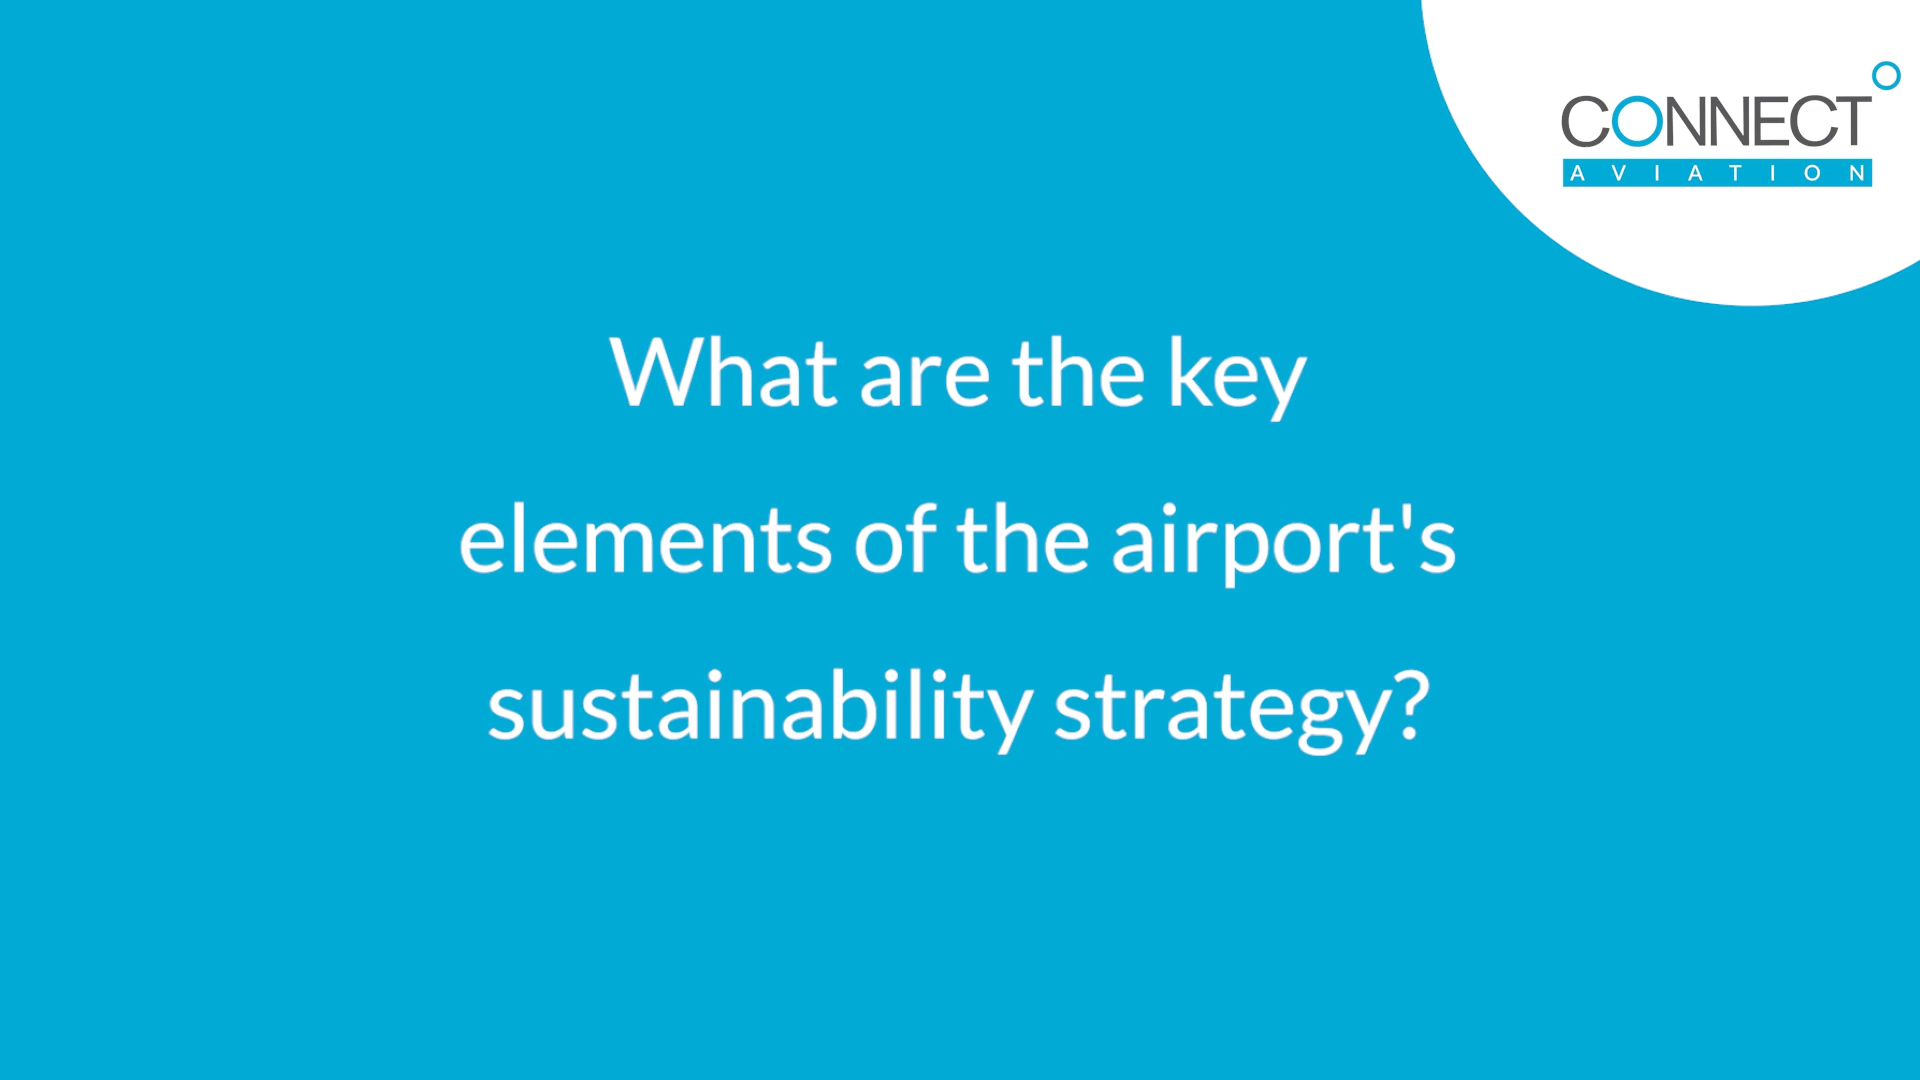 CONNECT
AVIATION
What are the key
elements of the airport's
sustainability strategy?